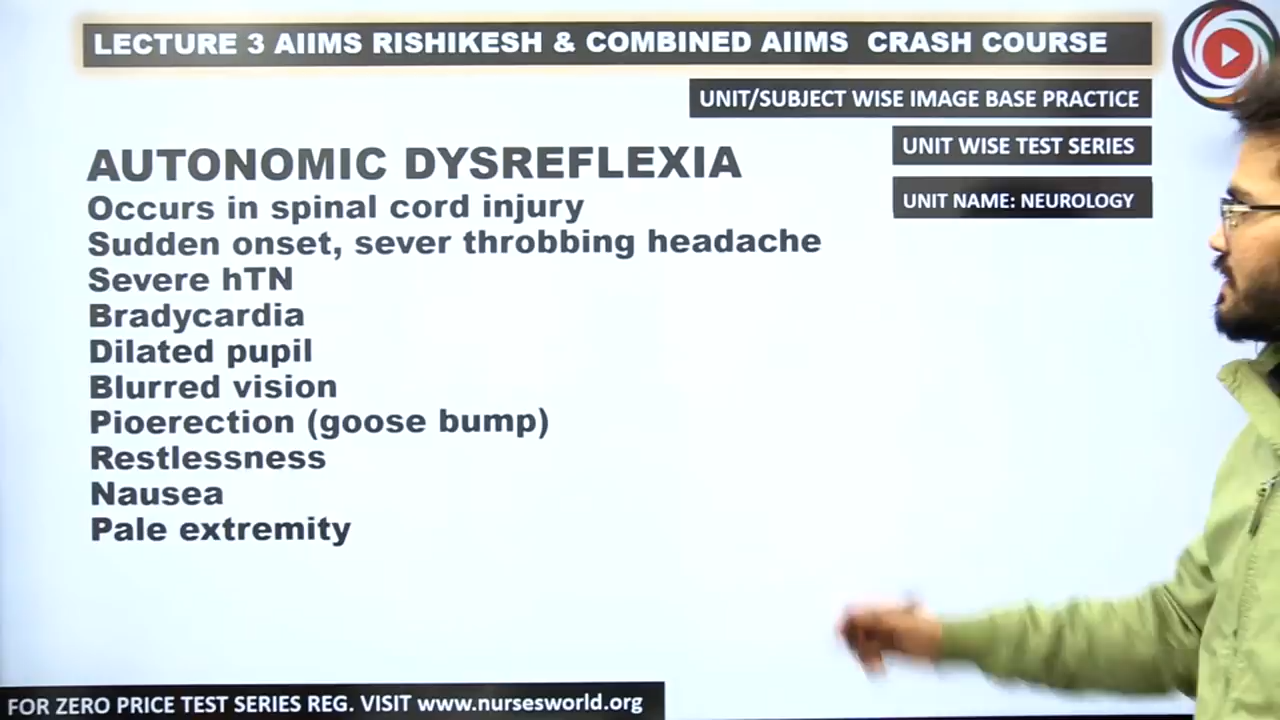 LECTURE 3 AIIMS RISHIKESH & COMBINED AIIMS CRASH COURSE
UNIT/SUBJECT WISE IMAGE BASE PRACTICE
UNIT WISE TEST SERIES
UNIT NAME: NEUROLOGY
AUTONOMIC DYSREFLEXIA
Occurs in spinal cord injury
Sudden onset, sever throbbing headache
Severe hTN
Bradycardia
Dilated pupil
Blurred vision
Pioerection (goose bump)
Restlessness
Nausea
Pale extremity
FOR ZERO PRICE TEST SERIES REG. VISIT www.nursesworld.org